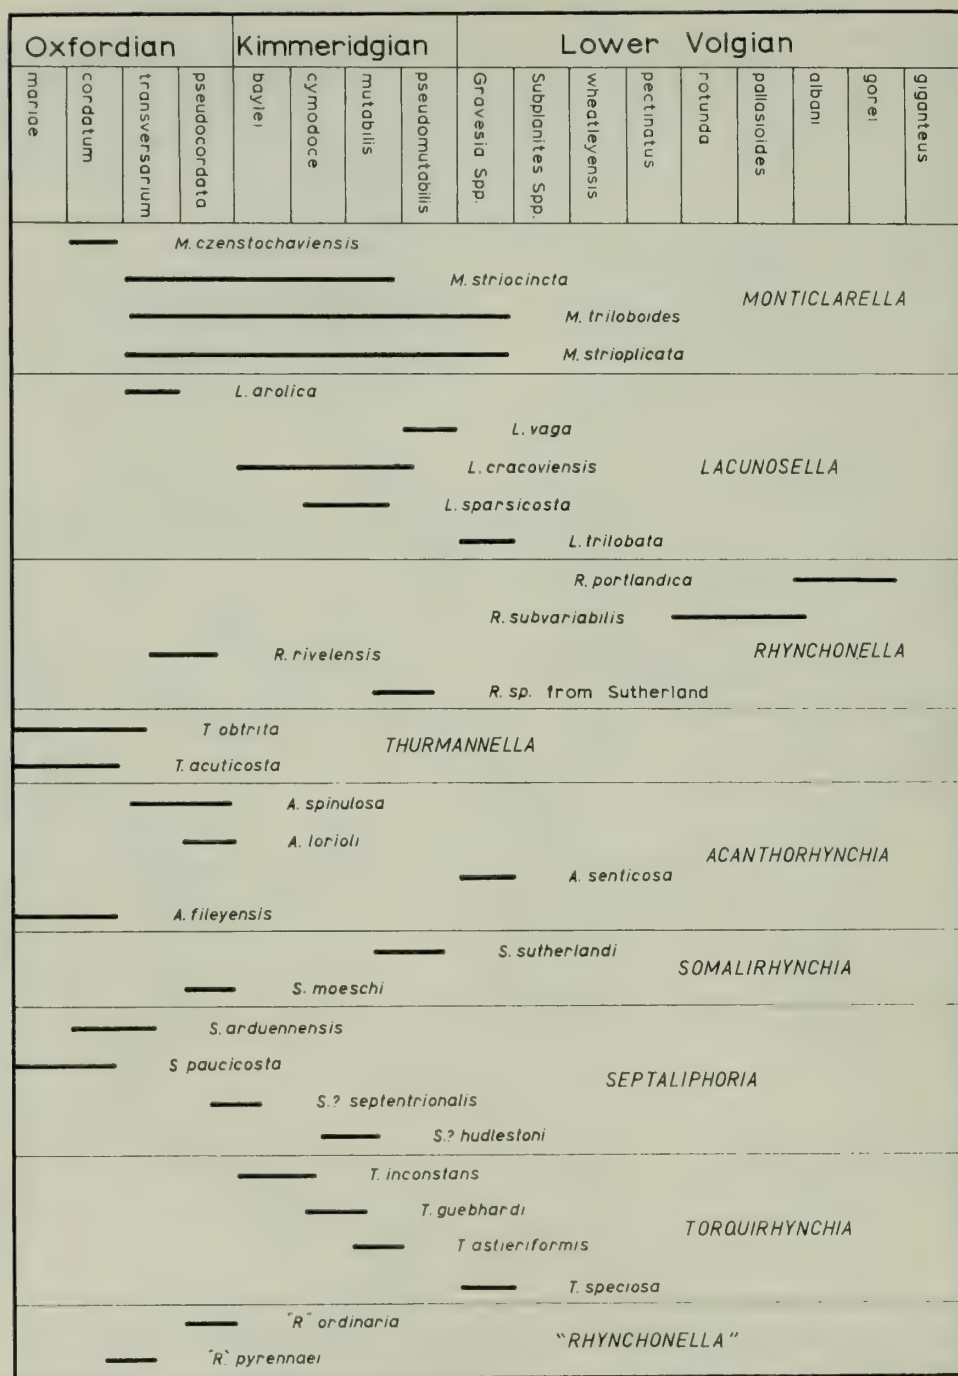 Oxfordian Kimmeridgian Lower Volgian
mariae cordatum transversarium pseudocordata baylei cymodoce mutabilis pseudomutabilis Gravesia Spp. Subplanites Spp. wheatleyensis pectinatus rotunda pallasioides albani gorei giganteus
M. czenstochaviensis
M. striocincta
MONTICLARELLA
M. triloboides
M. strioplicata
L. arolica
L. vaga
L. cracoviensis LACUNOSELLA
L. sparsicosta
L. trilobata
R. portlandica
R. subvariabilis
R. rivelensis RHYNCHONELLA
R. sp. from Sutherland
T obtrita
THURMANNELLA
T. acuticosta
A. spinulosa
A. lorioli
ACANTHORHYNCHIA
A. senticosa
A. fileyensis
S. sutherlandi
SOMALIRHYNCHIA
S. moeschi
S. arduennensis
S paucicosta
SEPTALIPHORIA
S.? septentrionalis
S.? hudlestoni
T. inconstans
T. guebhardi
TORQUIRHYNCHIA
T astieriformis
T. speciosa
"R" ordinaria
"RHYNCHONELLA"
"R". pyrennaei